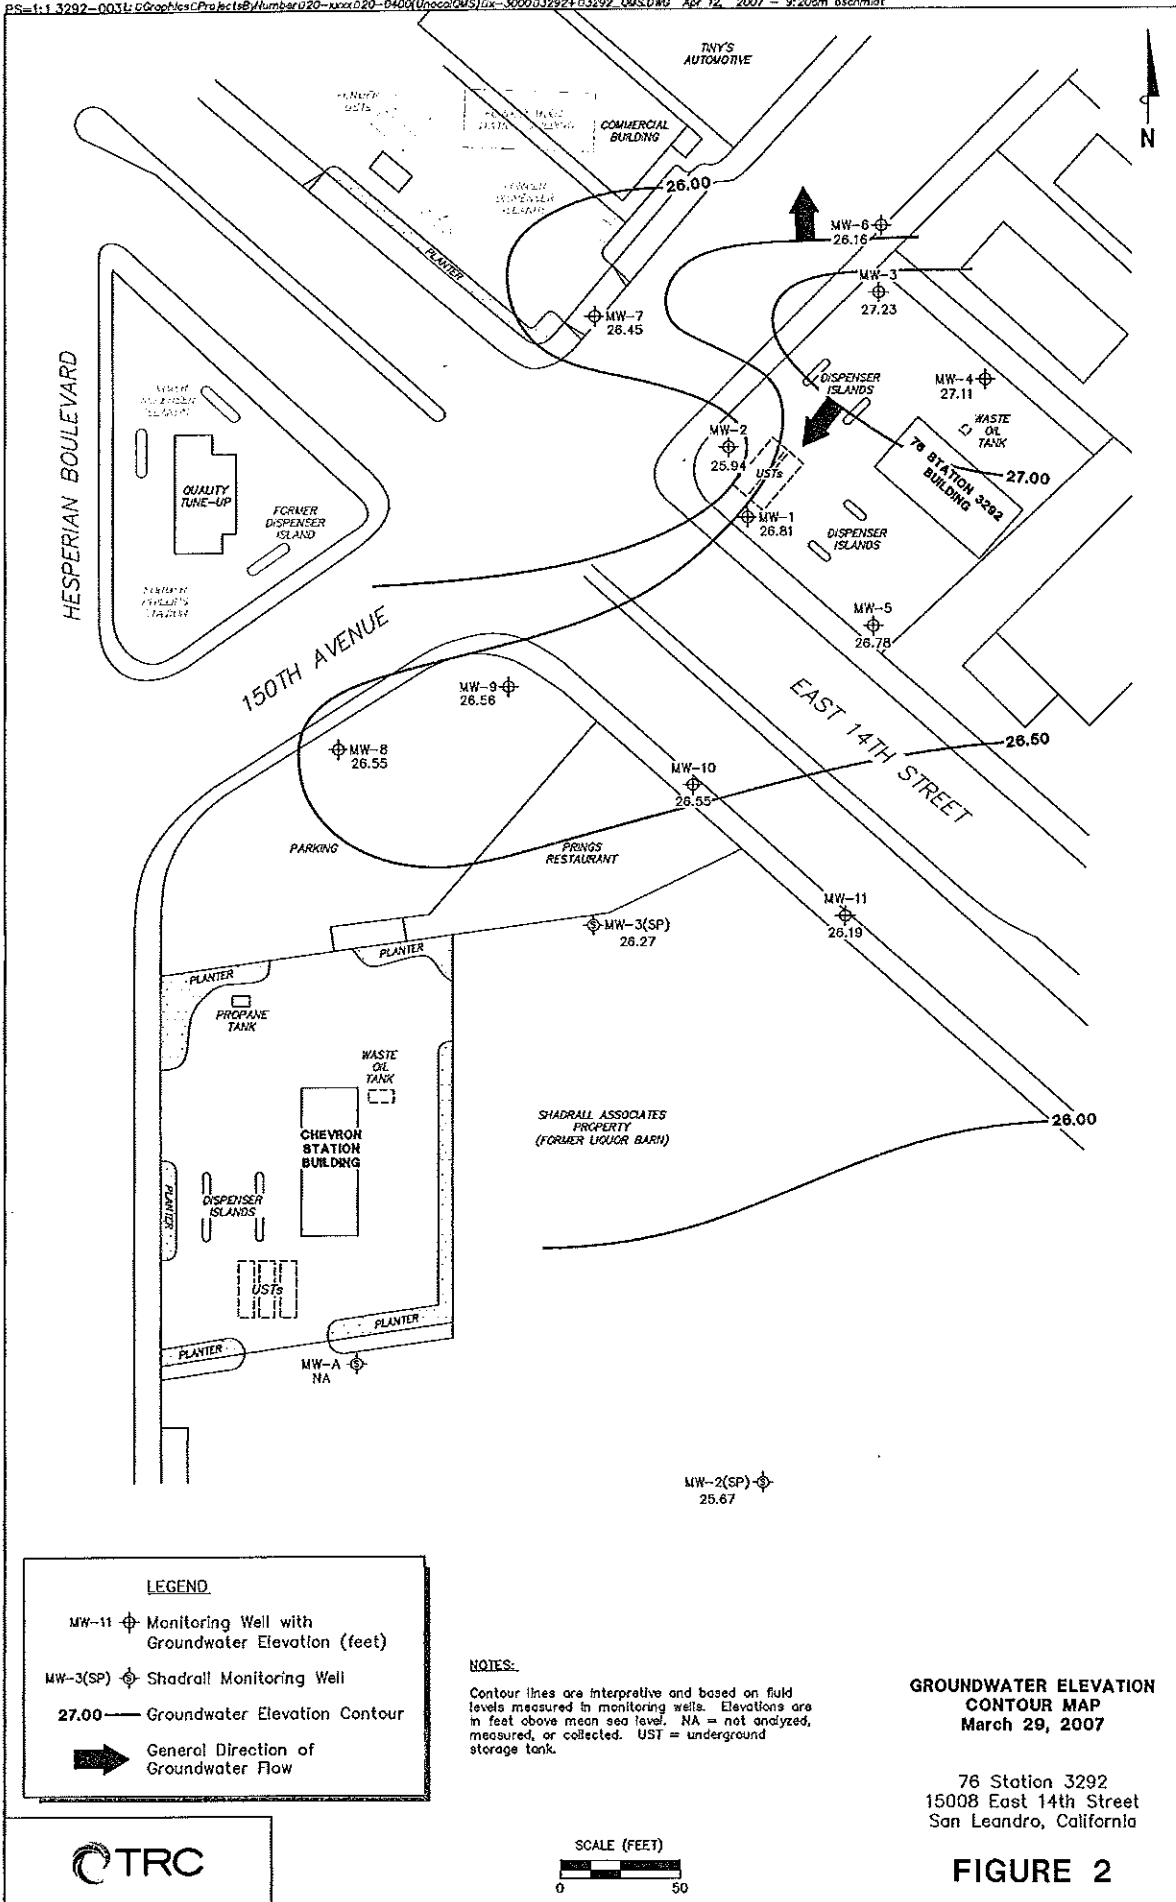 TINY'S
AUTOMOTIVE
N
FORMER
USTs
COMMERCIAL
BUILDING
FORMER
DISPENSER
ISLANDS
PLANTER
26.00
MW-6
26.16
MW-3
27.23
MW-7
26.45
DISPENSER
ISLANDS
MW-4
27.11
WASTE
OIL
TANK
MW-2
25.94
USTs
76 STATION 3292
BUILDING
27.00
MW-1
26.81
DISPENSER
ISLANDS
HESPERIAN BOULEVARD
QUALITY
TUNE-UP
FORMER
DISPENSER
ISLAND
MW-5
26.78
150TH AVENUE
EAST 14TH STREET
MW-9
26.56
MW-8
26.55
26.50
MW-10
26.55
PARKING
PRINGS
RESTAURANT
MW-11
26.19
MW-3(SP)
26.27
PLANTER
PLANTER
PROPANE
TANK
WASTE
OIL
TANK
CHEVRON
STATION
BUILDING
SHADRALL ASSOCIATES
PROPERTY
(FORMER LIQUOR BARN)
26.00
PLANTER
DISPENSER
ISLANDS
USTs
PLANTER
PLANTER
MW-A
NA
MW-2(SP)
25.67
LEGEND
MW-11 Monitoring Well with
Groundwater Elevation (feet)
MW-3(SP) Shadrall Monitoring Well
27.00 Groundwater Elevation Contour
General Direction of
Groundwater Flow
NOTES:
Contour lines are interpretive and based on fluid
levels measured in monitoring wells. Elevations are
in feet above mean sea level. NA = not analyzed,
measured, or collected. UST = underground
storage tank.
GROUNDWATER ELEVATION
CONTOUR MAP
March 29, 2007
76 Station 3292
15008 East 14th Street
San Leandro, California
TRC
SCALE (FEET)
0 50
FIGURE 2